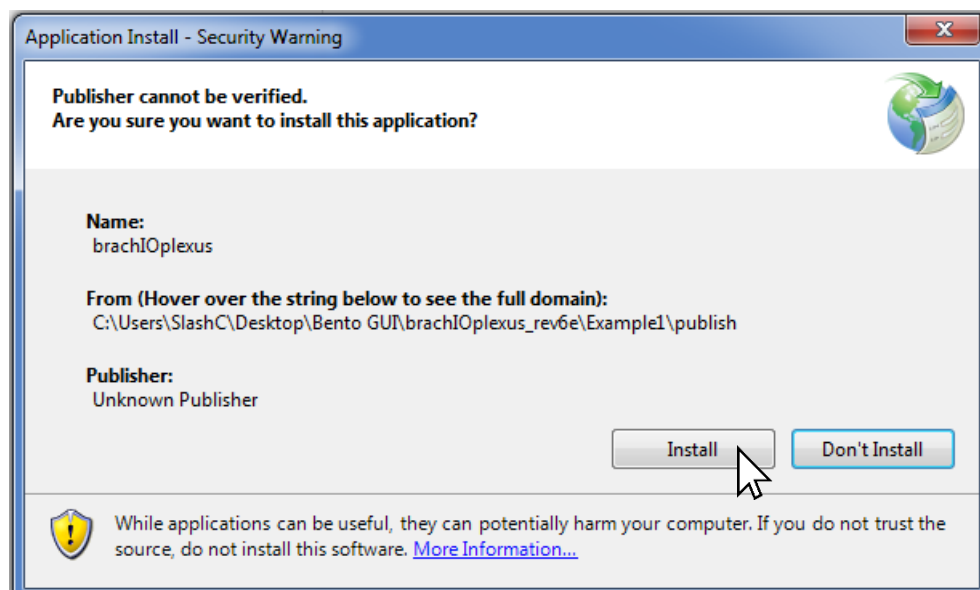 Application Install - Security Warning
Publisher cannot be verified.
Are you sure you want to install this application?
Name:
brachIOplexus
From (Hover over the string below to see the full domain):
C:\Users\SlashC\Desktop\Bento GUI\brachIOplexus_rev6e\Example1\publish
Publisher:
Unknown Publisher
Install
Don't Install
While applications can be useful, they can potentially harm your computer. If you do not trust the
source, do not install this software. More Information...